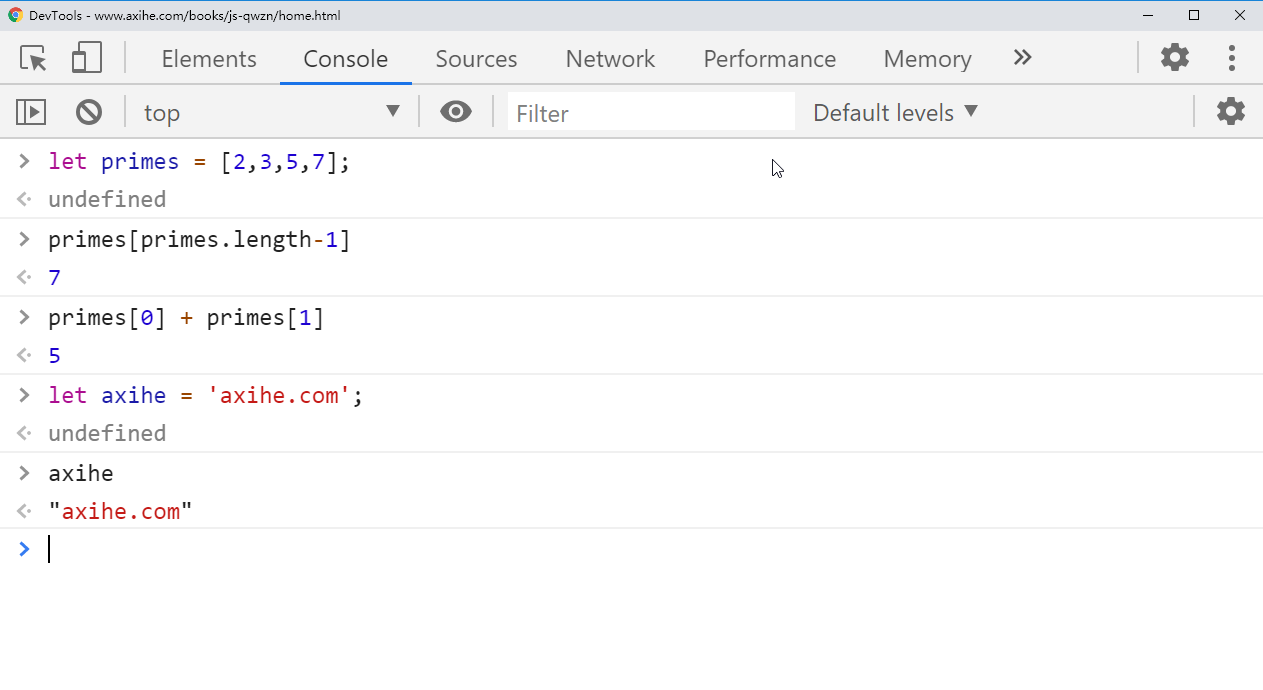 DevTools - www.axihe.com/books/js-qwzn/home.html
Elements Console Sources Network Performance Memory »
top ▼ Filter Default levels ▼
> let primes = [2,3,5,7];
undefined
> primes[primes.length-1]
7
> primes[0] + primes[1]
5
> let axihe = 'axihe.com';
undefined
> axihe
"axihe.com"
>